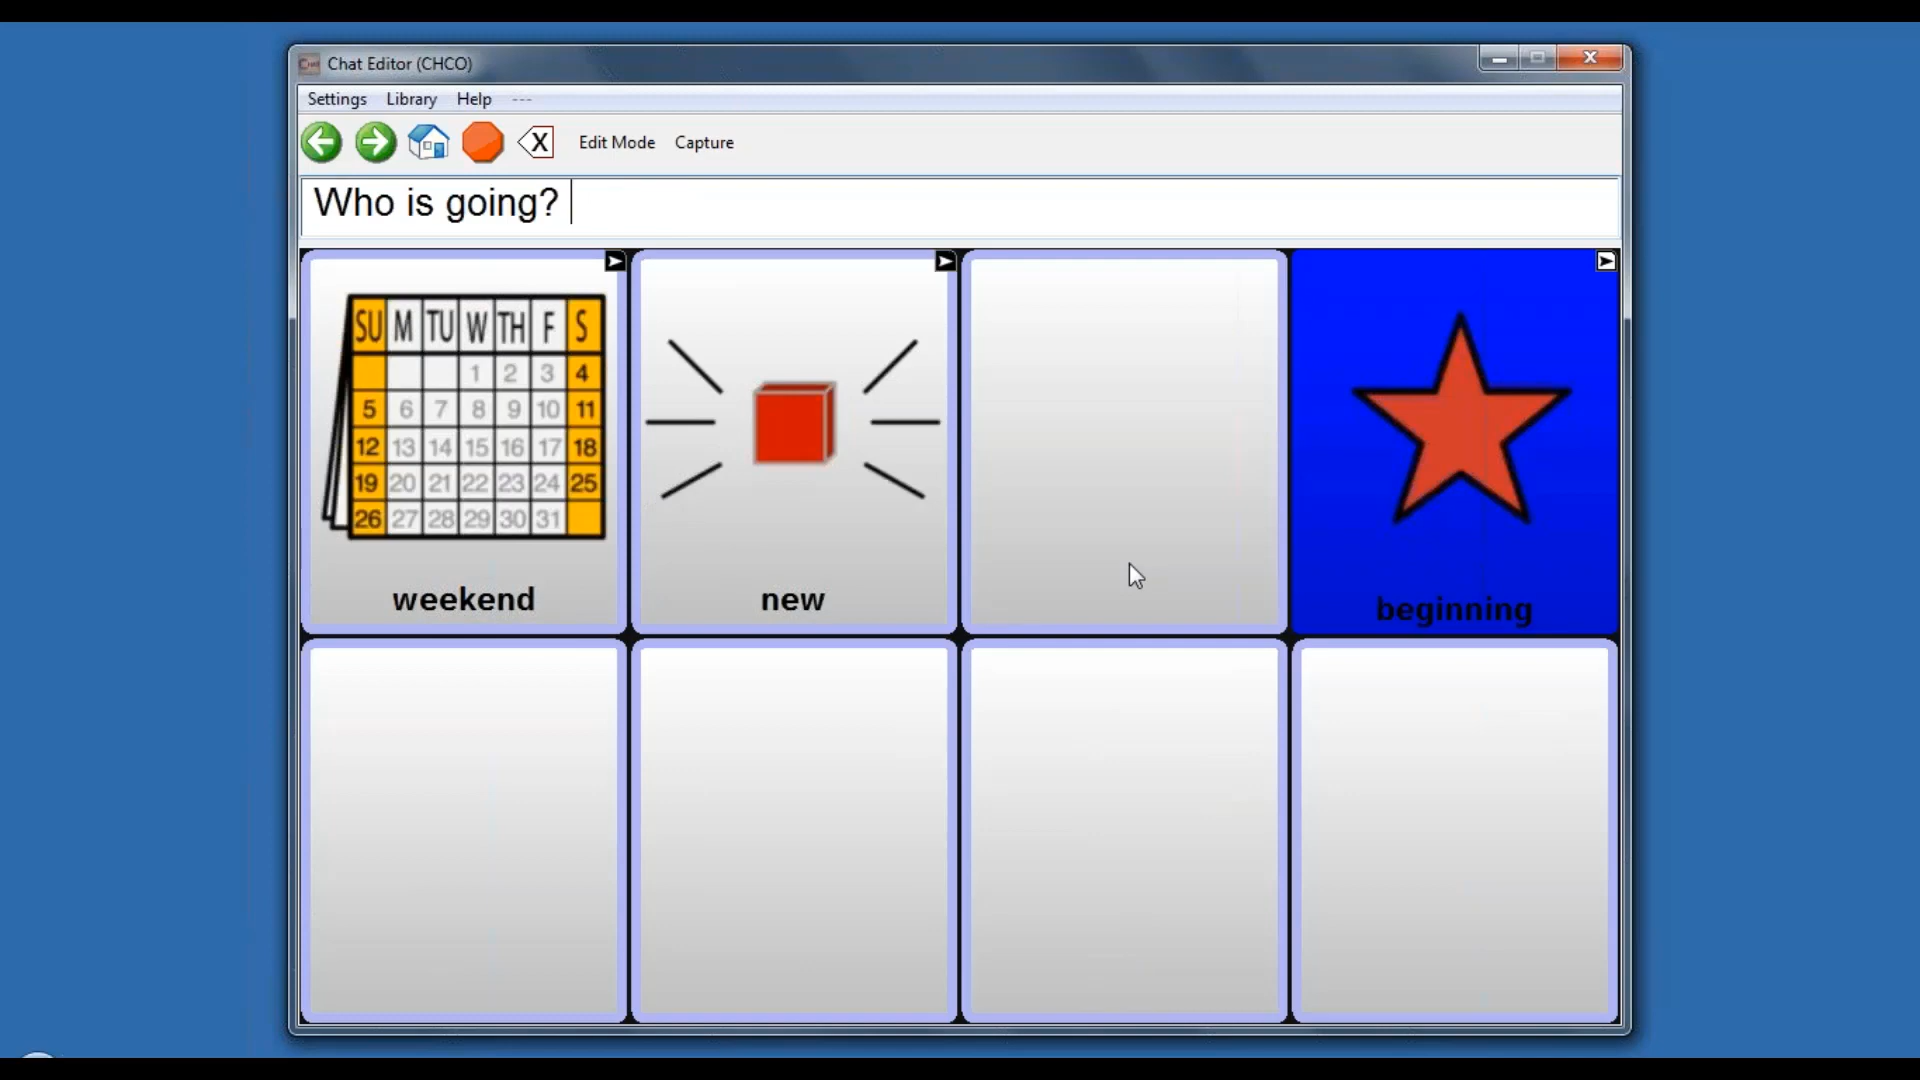 Chat Editor (CHCO)
Settings Library Help ---
X Edit Mode Capture
Who is going?
SU M TU W TH F S
1 2 3 4
5 6 7 8 9 10 11
12 13 14 15 16 17 18
19 20 21 22 23 24 25
26 27 28 29 30 31
weekend
new
beginning